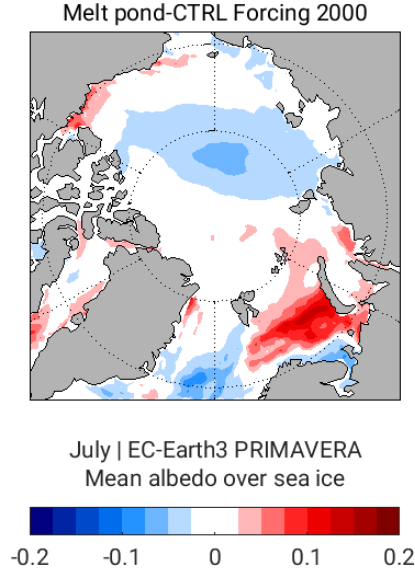 Melt pond-CTRL Forcing 2000
July | EC-Earth3 PRIMAVERA
Mean albedo over sea ice
-0.2 -0.1 0 0.1 0.2